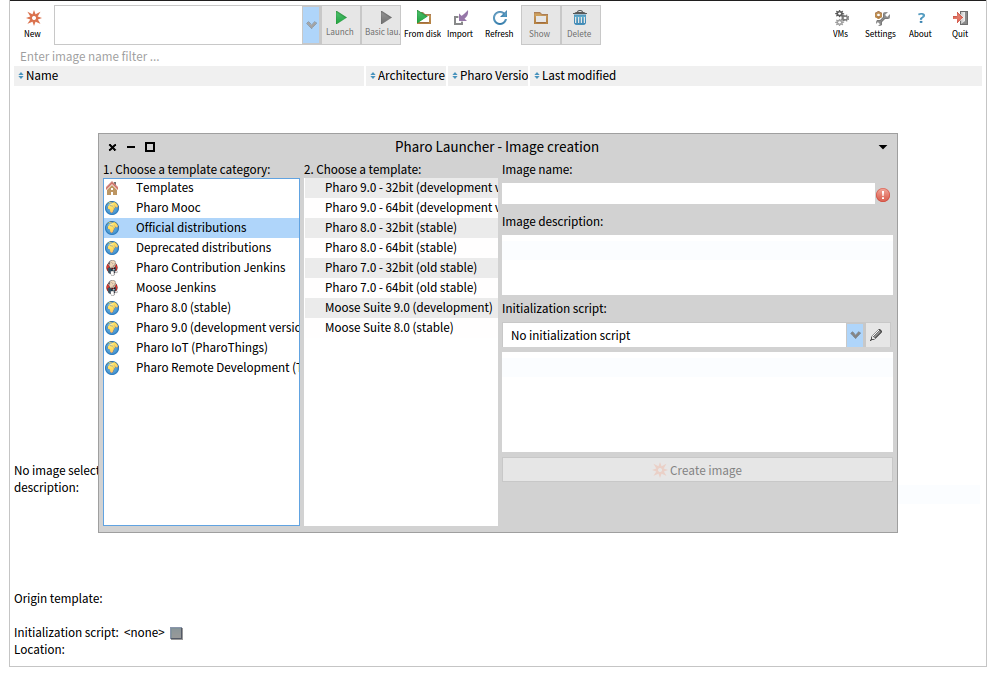 New
Launch
Basic lau
From disk
Import
Refresh
Show
Delete
VMs
Settings
About
Quit
Enter image name filter ...
Name
Architecture
Pharo Versio
Last modified
Pharo Launcher - Image creation
1. Choose a template category:
Templates
Pharo Mooc
Official distributions
Deprecated distributions
Pharo Contribution Jenkins
Moose Jenkins
Pharo 8.0 (stable)
Pharo 9.0 (development versio
Pharo IoT (PharoThings)
Pharo Remote Development (T
2. Choose a template:
Pharo 9.0 - 32bit (development v
Pharo 9.0 - 64bit (development v
Pharo 8.0 - 32bit (stable)
Pharo 8.0 - 64bit (stable)
Pharo 7.0 - 32bit (old stable)
Pharo 7.0 - 64bit (old stable)
Moose Suite 9.0 (development)
Moose Suite 8.0 (stable)
Image name:
Image description:
Initialization script:
No initialization script
Create image
No image select
description:
Origin template:
Initialization script: <none>
Location: